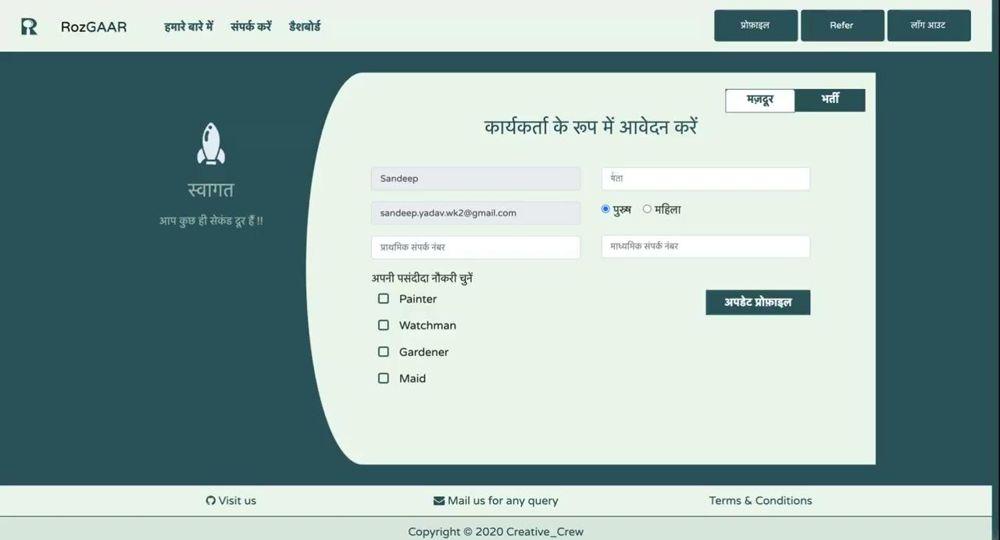 RozGAAR
हमारे बारे में
संपर्क करें
डैशबोर्ड
प्रोफ़ाइल
Refer
लॉग आउट
मज़दूर
भर्ती
कार्यकर्ता के रूप में आवेदन करें
स्वागत
आप कुछ ही सेकंड दूर हैं !!
Sandeep
sandeep.yadav.wk2@gmail.com
पुरुष
महिला
प्राथमिक संपर्क नंबर
माध्यमिक संपर्क नंबर
अपनी पसंदीदा नौकरी चुनें
Painter
Watchman
Gardener
Maid
अपडेट प्रोफ़ाइल
Visit us
Mail us for any query
Terms & Conditions
Copyright © 2020 Creative_Crew